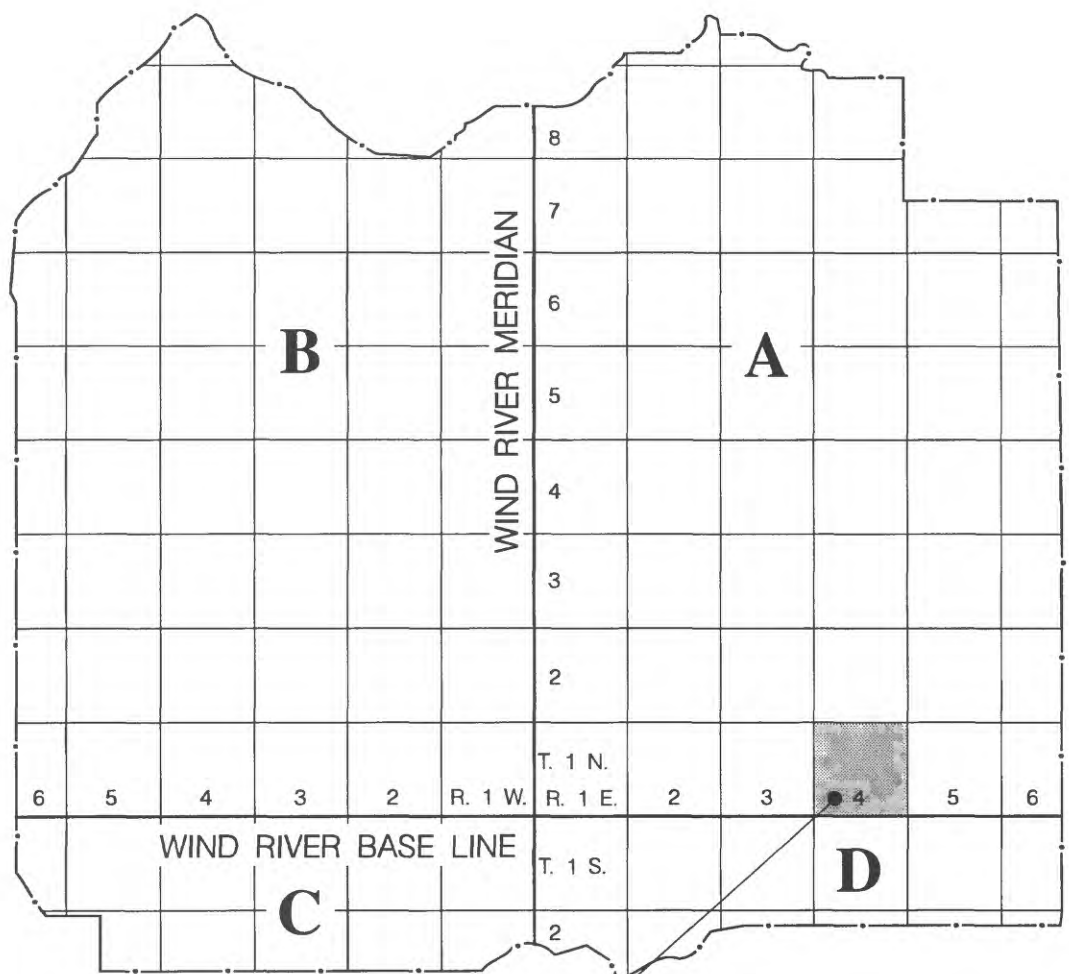 8
7
WIND RIVER MERIDIAN
6
B
A
5
4
3
2
T. 1 N.
6 5 4 3 2 R. 1 W. R. 1 E. 2 3 4 5 6
WIND RIVER BASE LINE
T. 1 S.
D
C
2